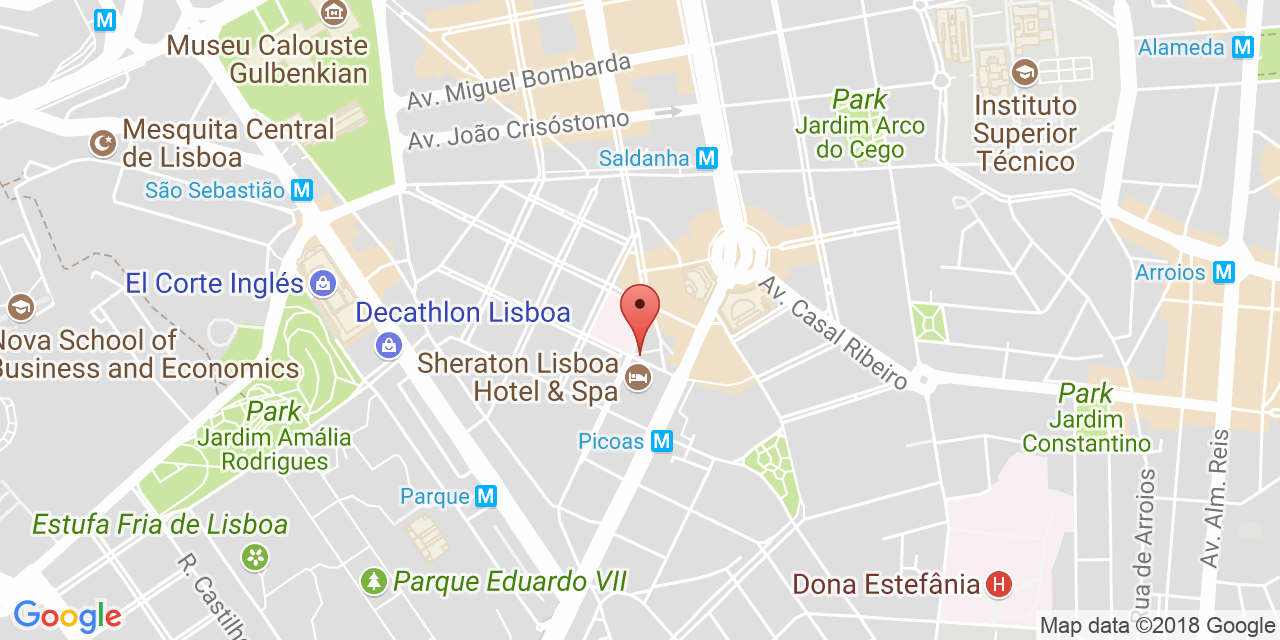 M
Museu Calouste
Gulbenkian
Av. Miguel Bombarda
Av. João Crisóstomo
Mesquita Central
de Lisboa
São Sebastião M
Saldanha M
Park
Jardim Arco
do Cego
Instituto
Superior
Técnico
Alameda M
El Corte Inglés
Decathlon Lisboa
Arroios M
Av. Casal Ribeiro
Nova School of
Business and Economics
Sheraton Lisboa
Hotel & Spa
Park
Jardim Amália
Rodrigues
Picoas M
Park
Jardim
Constantino
Parque M
Estufa Fria de Lisboa
R. Castilho
Parque Eduardo VII
Dona Estefânia H
Rua de Arroios
Av. Alm. Reis
Google
Map data ©2018 Google